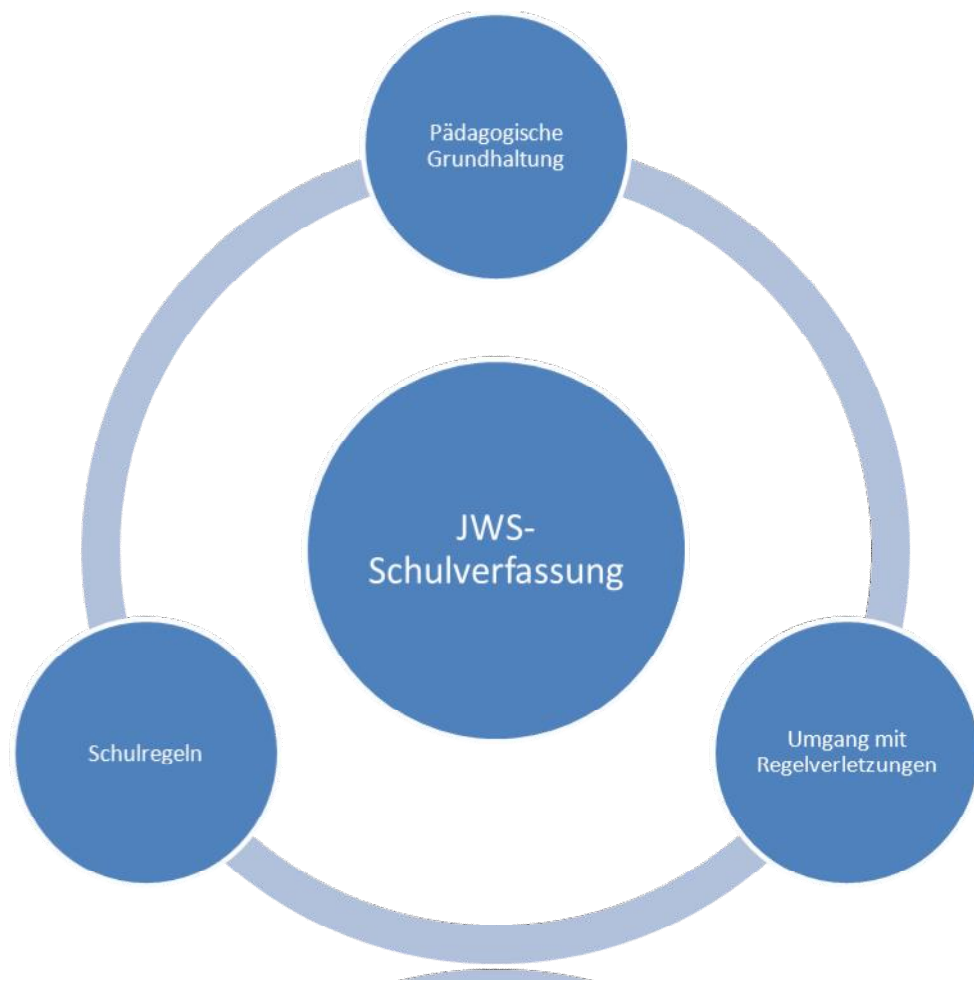 Pädagogische
Grundhaltung
JWS-
Schulverfassung
Schulregeln
Umgang mit
Regelverletzungen